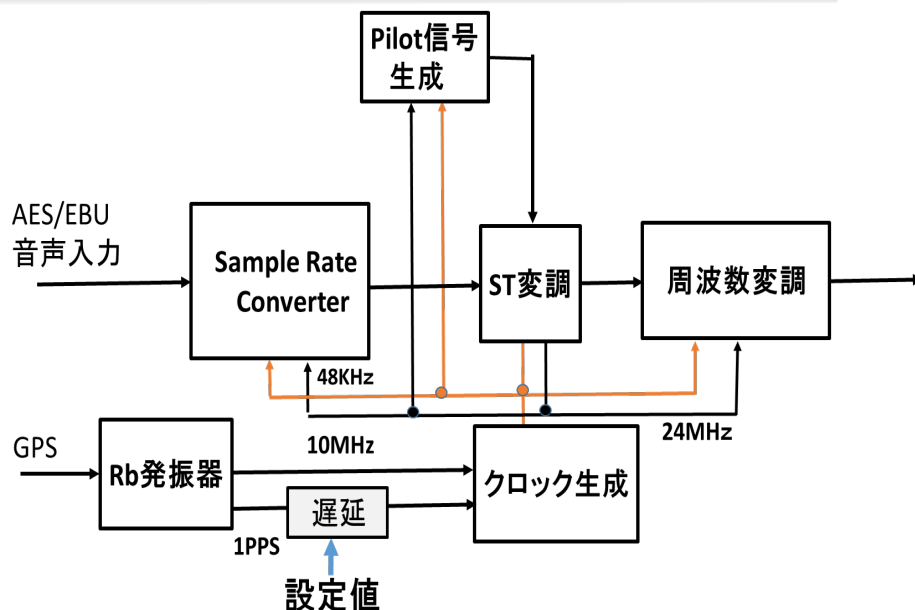 Pilot信号
生成
AES/EBU
音声入力
Sample Rate
Converter
ST変調
周波数変調
48KHz
24MHz
GPS
10MHz
Rb発振器
クロック生成
遅延
1PPS
設定値